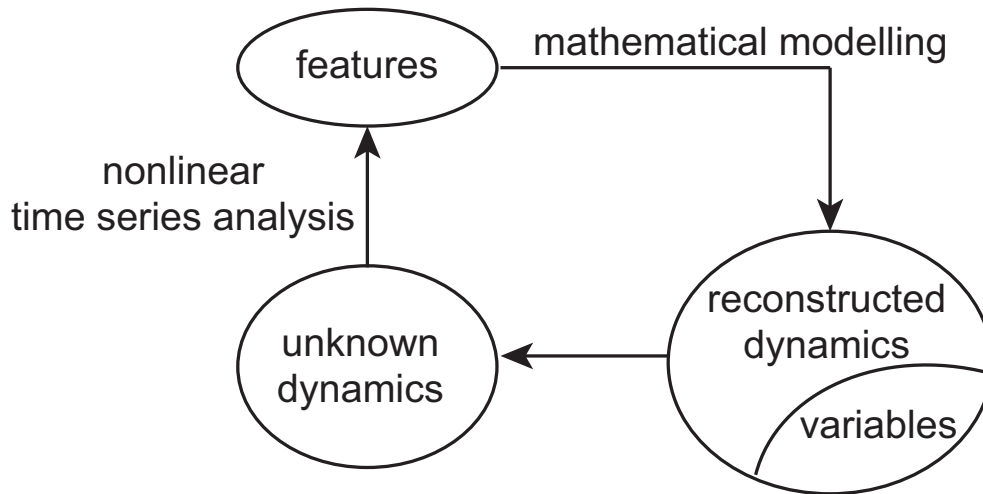 features
mathematical modelling
nonlinear
time series analysis
unknown
dynamics
reconstructed
dynamics
variables